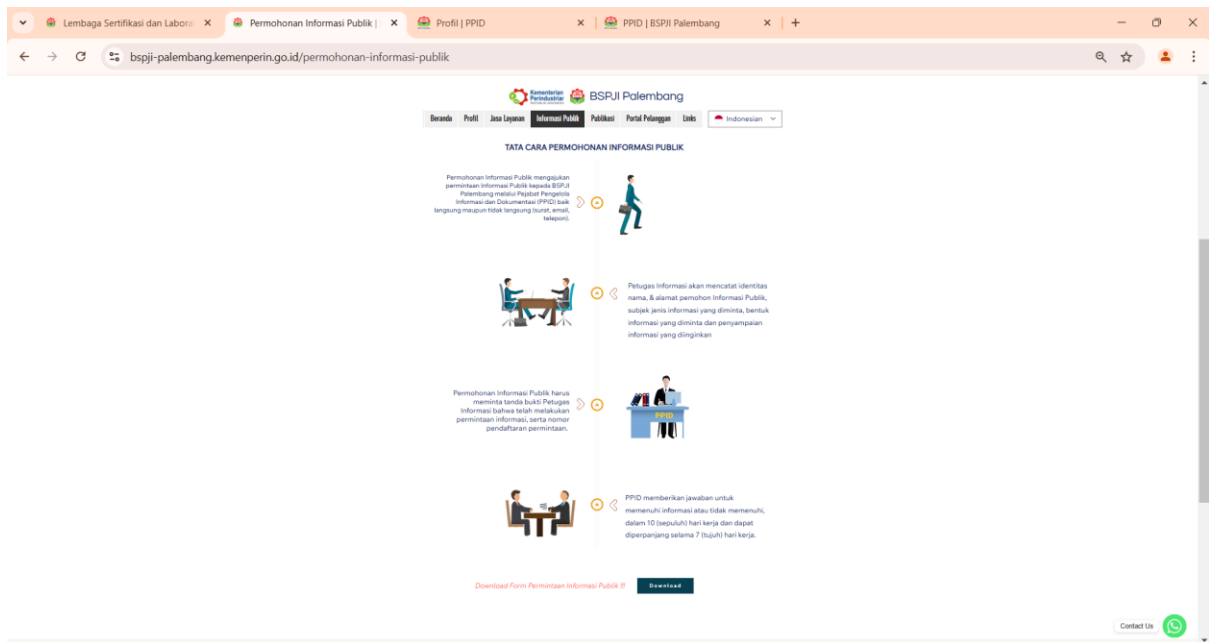 Lembaga Sertifikasi dan Labora
Permohonan Informasi Publik |
Profil | PPID
PPID | BSPJI Palembang
bspji-palembang.kemenperin.go.id/permohonan-informasi-publik
Kementerian
Perindustrian
REPUBLIK INDONESIA
BSPJI Palembang
Beranda Profil Jasa Layanan Informasi Publik Publikasi Portal Pelanggan Links Indonesian
TATA CARA PERMOHONAN INFORMASI PUBLIK
Permohonan Informasi Publik mengajukan
permintaan Informasi Publik kepada BSPJI
Palembang melalui Pejabat Pengelola
Informasi dan Dokumentasi (PPID) baik
langsung maupun tidak langsung (surat, email,
telepon).
Petugas Informasi akan mencatat identitas
nama, & alamat pemohon Informasi Publik,
subjek jenis informasi yang diminta, bentuk
informasi yang diminta dan penyampaian
informasi yang diinginkan
Permohonan Informasi Publik harus
meminta tanda bukti Petugas
Informasi bahwa telah melakukan
permintaan informasi, serta nomor
pendaftaran permintaan.
PPID
PPID memberikan jawaban untuk
memenuhi informasi atau tidak memenuhi,
dalam 10 (sepuluh) hari kerja dan dapat
diperpanjang selama 7 (tujuh) hari kerja.
Download Form Permintaan Informasi Publik !!!
Download
Contact Us